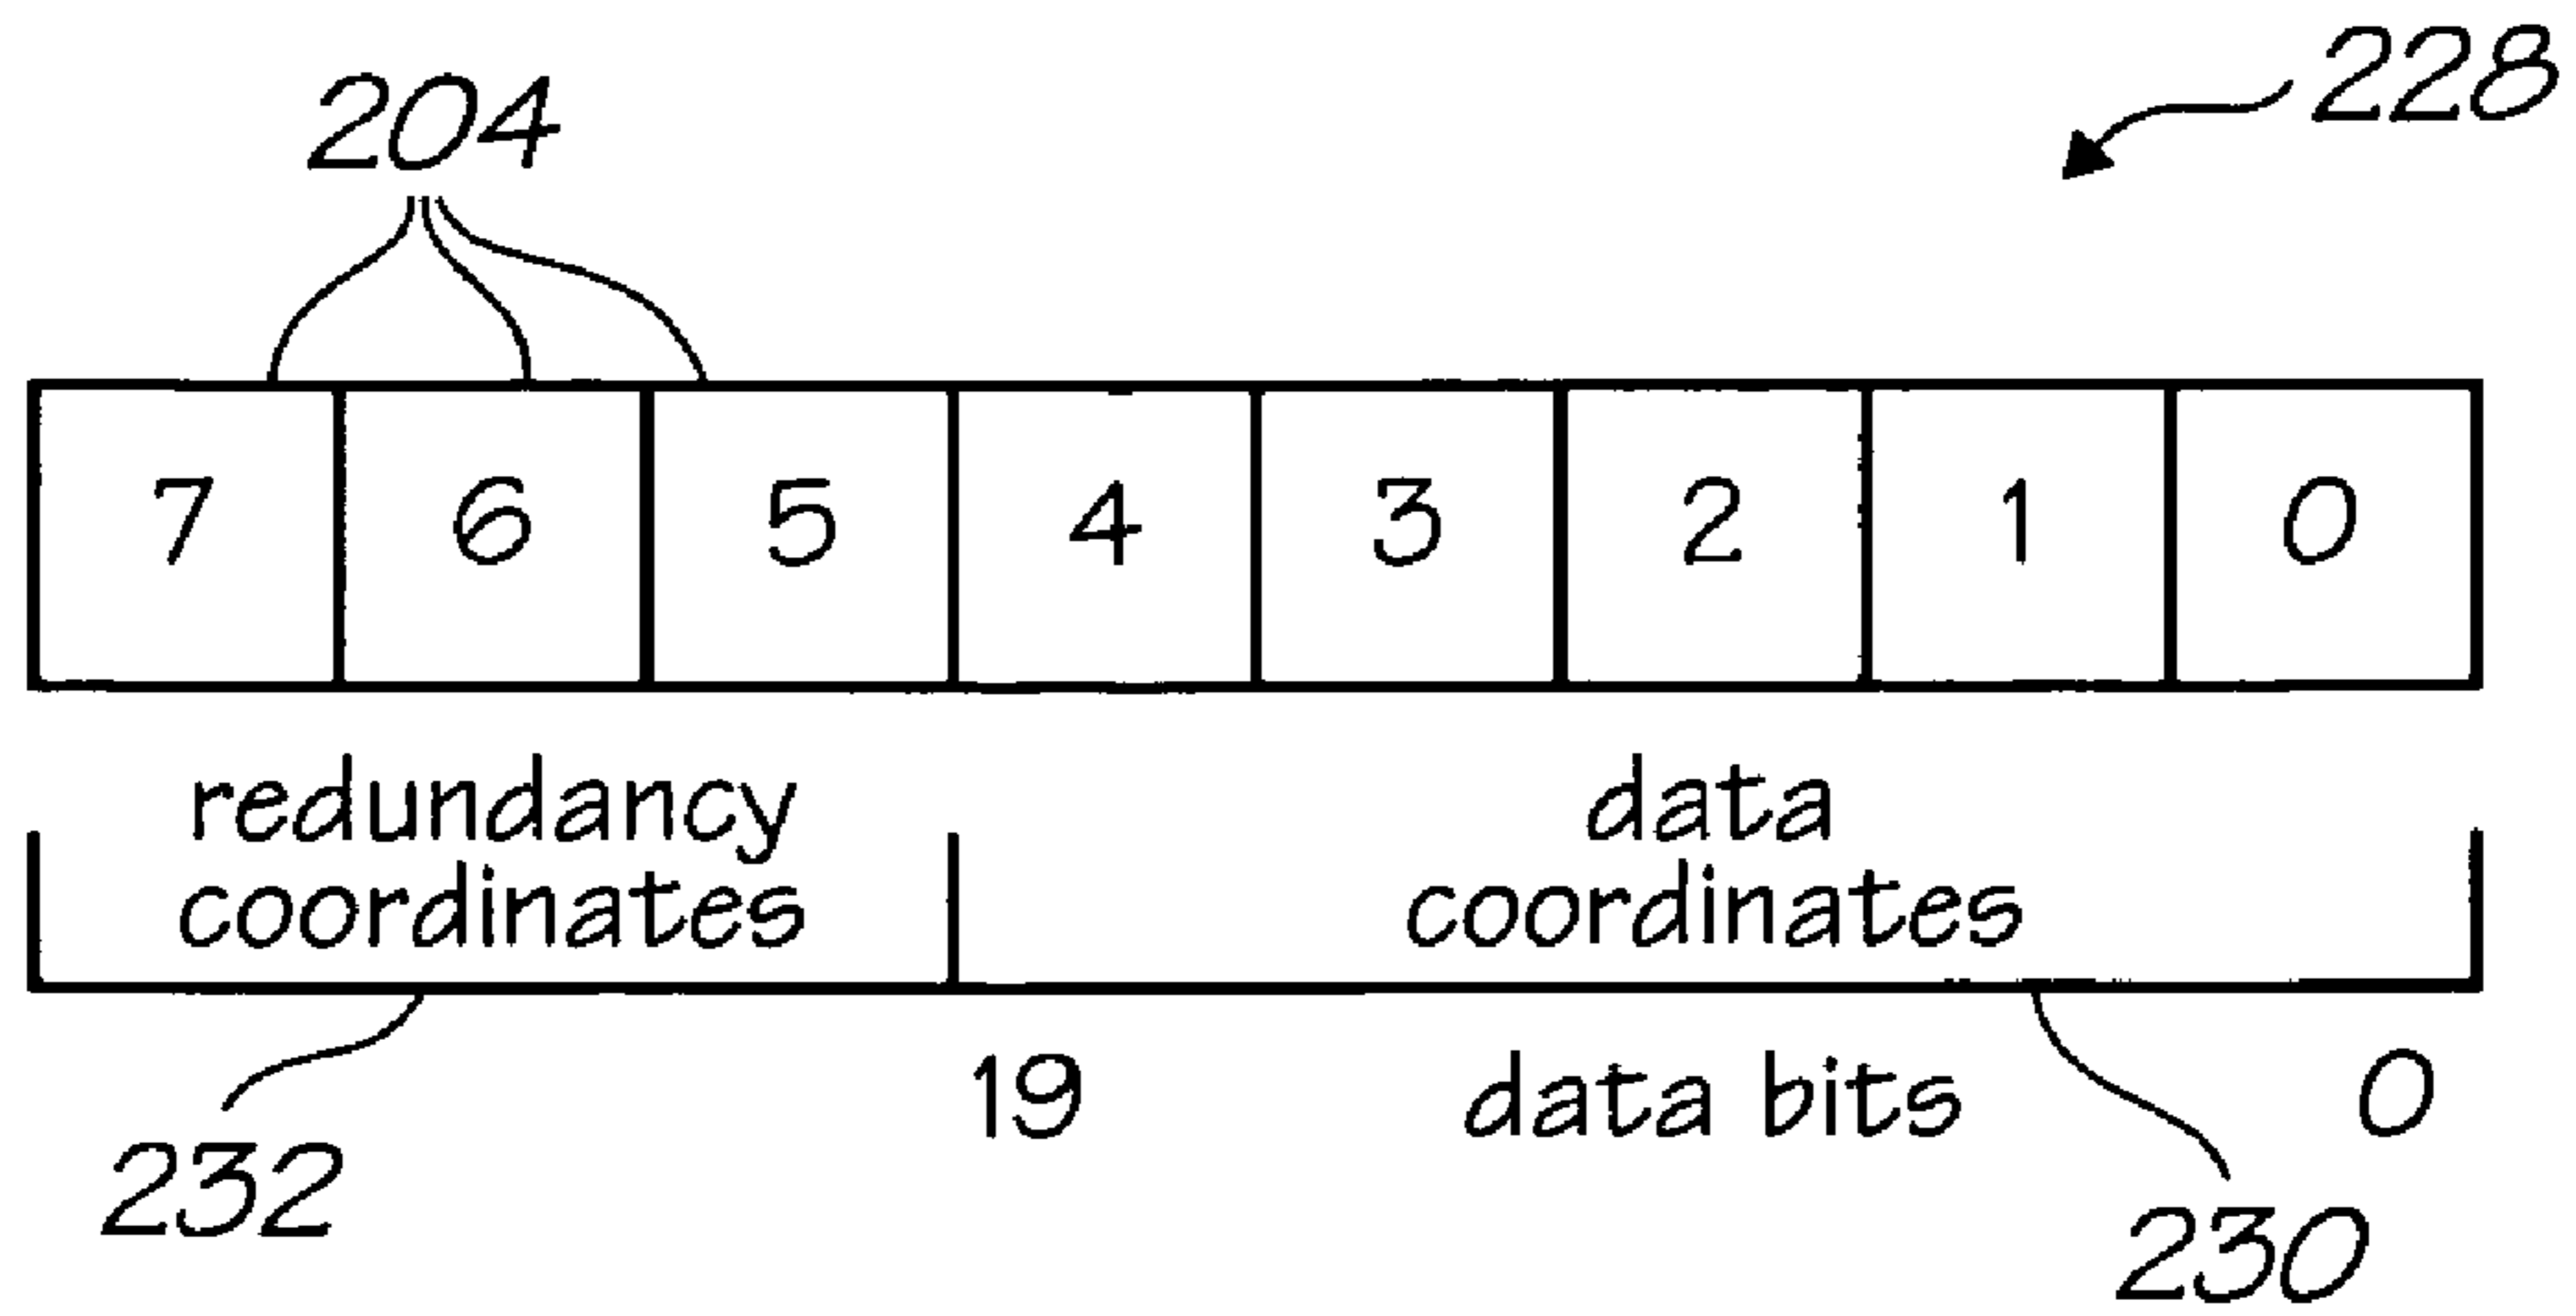 228
204
7 6 5 4 3 2 1 0
redundancy coordinates
data coordinates
19 data bits 0
232
230